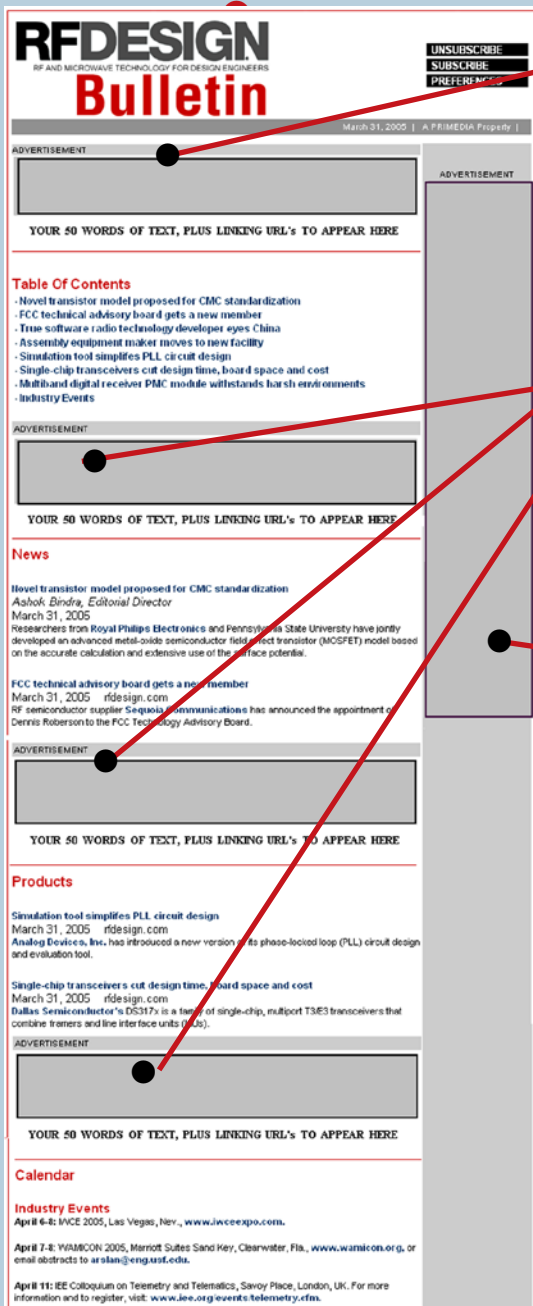 RFDESIGN
RF AND MICROWAVE TECHNOLOGY FOR DESIGN ENGINEERS
Bulletin
UNSUBSCRIBE
SUBSCRIBE
PREFERENCES
March 31, 2005 | A PRIMEDIA Property |
ADVERTISEMENT
ADVERTISEMENT
YOUR 50 WORDS OF TEXT, PLUS LINKING URL's TO APPEAR HERE
Table Of Contents
- Novel transistor model proposed for CMC standardization
- FCC technical advisory board gets a new member
- True software radio technology developer eyes China
- Assembly equipment maker moves to new facility
- Simulation tool simplifes PLL circuit design
- Single-chip transceivers cut design time, board space and cost
- Multiband digital receiver PMC module withstands harsh environments
- Industry Events
ADVERTISEMENT
YOUR 50 WORDS OF TEXT, PLUS LINKING URL's TO APPEAR HERE
News
Novel transistor model proposed for CMC standardization
Ashok Bindra, Editorial Director
March 31, 2005
Researchers from Royal Philips Electronics and Pennsylvania State University have jointly
developed an advanced metal-oxide semiconductor field effect transistor (MOSFET) model based
on the accurate calculation and extensive use of the surface potential.
FCC technical advisory board gets a new member
March 31, 2005 rfdesign.com
RF semiconductor supplier Sequoia Communications has announced the appointment of
Dennis Roberson to the FCC Technology Advisory Board.
ADVERTISEMENT
YOUR 50 WORDS OF TEXT, PLUS LINKING URL's TO APPEAR HERE
Products
Simulation tool simplifes PLL circuit design
March 31, 2005 rfdesign.com
Analog Devices, Inc. has introduced a new version of its phase-locked loop (PLL) circuit design
and evaluation tool.
Single-chip transceivers cut design time, board space and cost
March 31, 2005 rfdesign.com
Dallas Semiconductor's DS317x is a family of single-chip, multiport T3/E3 transceivers that
combine framers and line interface units (LIUs).
ADVERTISEMENT
YOUR 50 WORDS OF TEXT, PLUS LINKING URL's TO APPEAR HERE
Calendar
Industry Events
April 6-8: IWCE 2005, Las Vegas, Nev., www.iwceexpo.com.
April 7-8: WAMICON 2005, Marriott Suites Sand Key, Clearwater, Fla., www.wamicon.org, or
email abstracts to arslan@eng.usf.edu.
April 11: IEE Colloquium on Telemetry and Telematics, Savoy Place, London, UK. For more
information and to register, visit: www.iee.org/events/telemetry.cfm.